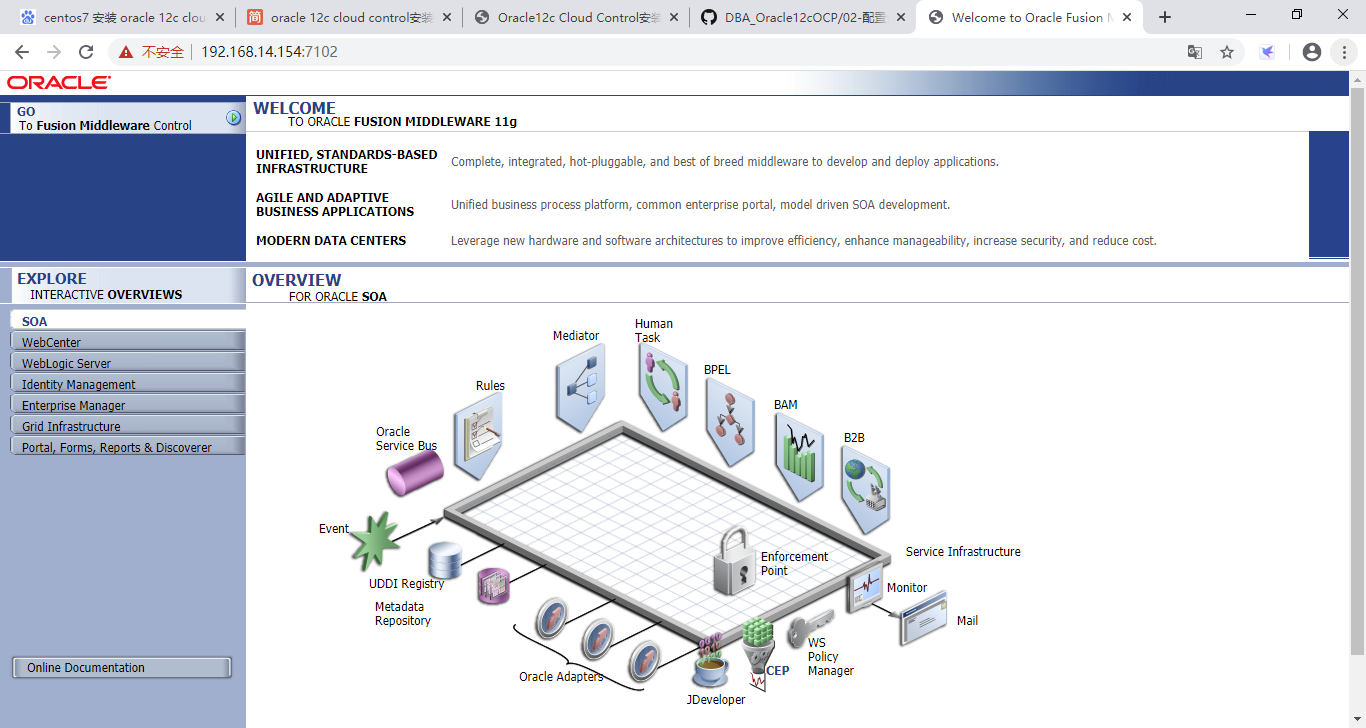 centos7 安装 oracle 12c clou
oracle 12c cloud control安装
Oracle12c Cloud Control安装
DBA_Oracle12cOCP/02-配置
Welcome to Oracle Fusion M
不安全
192.168.14.154:7102
ORACLE
GO
To Fusion Middleware Control
WELCOME
TO ORACLE FUSION MIDDLEWARE 11g
UNIFIED, STANDARDS-BASED
INFRASTRUCTURE
Complete, integrated, hot-pluggable, and best of breed middleware to develop and deploy applications.
AGILE AND ADAPTIVE
BUSINESS APPLICATIONS
Unified business process platform, common enterprise portal, model driven SOA development.
MODERN DATA CENTERS
Leverage new hardware and software architectures to improve efficiency, enhance manageability, increase security, and reduce cost.
EXPLORE
INTERACTIVE OVERVIEWS
SOA
WebCenter
WebLogic Server
Identity Management
Enterprise Manager
Grid Infrastructure
Portal, Forms, Reports & Discoverer
Online Documentation
OVERVIEW
FOR ORACLE SOA
Human
Task
Mediator
BPEL
Rules
BAM
Oracle
Service Bus
B2B
Event
Enforcement
Point
Service Infrastructure
UDDI Registry
Monitor
Metadata
Repository
Mail
WS
Policy
Manager
CEP
Oracle Adapters
JDeveloper